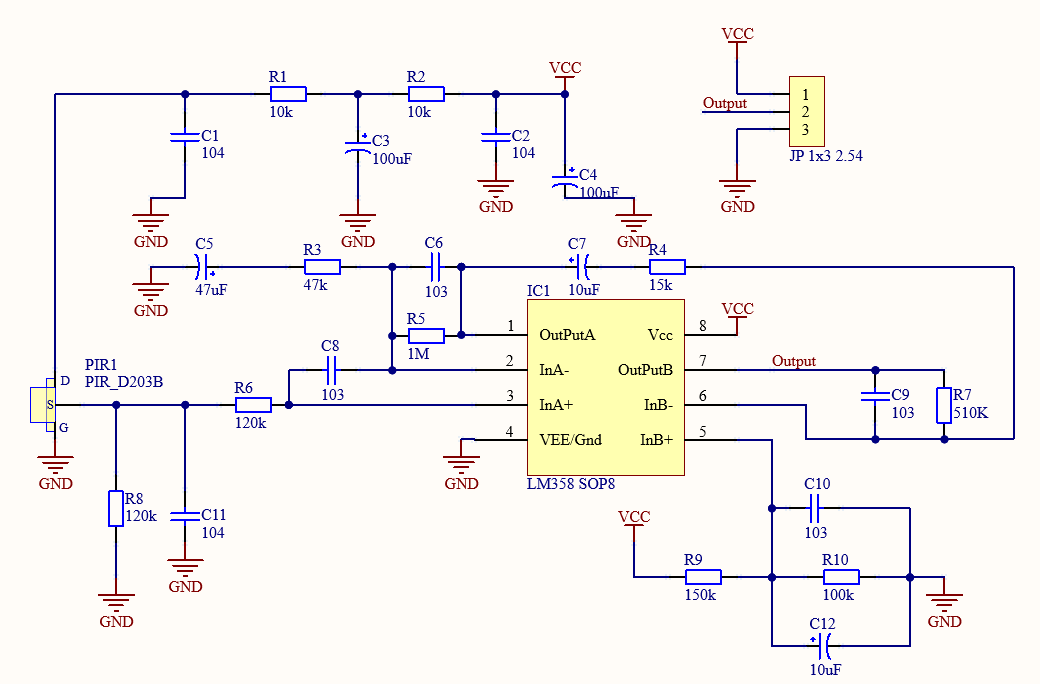 VCC
R1
10k
R2
10k
VCC
Output
1
2
3
JP 1x3 2.54
C1
104
C3
100uF
C2
104
C4
100uF
GND
GND
GND
GND
GND
C5
47uF
GND
R3
47k
C6
103
C7
10uF
R4
15k
IC1
R5
1M
1
OutPutA
Vcc
8
VCC
2
InA-
OutPutB
7
Output
3
InA+
InB-
6
4
VEE/Gnd
InB+
5
LM358 SOP8
GND
C8
103
PIR1
PIR_D203B
D
S
G
GND
R6
120k
C9
103
R7
510K
R8
120k
GND
C11
104
GND
VCC
R9
150k
C10
103
R10
100k
GND
C12
10uF